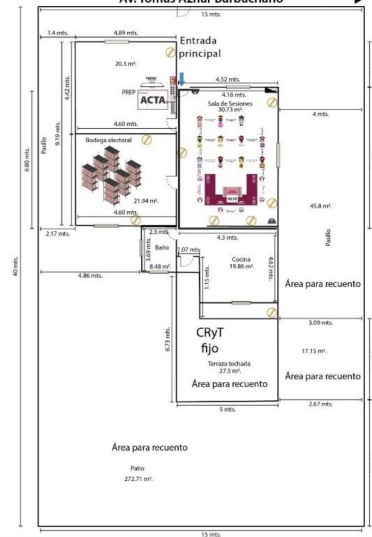 Av. Tomás Aznar Barbachano
15 mts.
1.4 mts.
4.89 mts.
Entrada
principal
20.3 m².
PREP
ACTA
4.52 mts.
4.18 mts.
Sala de Sesiones
30.73 m².
4.42 mts.
9.19 mts.
6.80 mts.
Pasillo
4 mts.
4.60 mts.
Bodega electoral
21.94 m².
4.60 mts.
40 mts.
45.8 m².
Pasillo
2.17 mts.
2.3 mts.
4.3 mts.
Baño
3.69 mts.
8.48 m².
1.07 mts.
1.15 mts.
Cocina
19.86 m².
4.62 mts.
4.86 mts.
Área para recuento
3.09 mts.
CRyT
fijo
6.73 mts.
17.15 m².
Terraza techada
27.5 m².
Área para recuento
Área para recuento
5 mts.
2.67 mts.
Área para recuento
Patio
272.71 m².
15 mts.